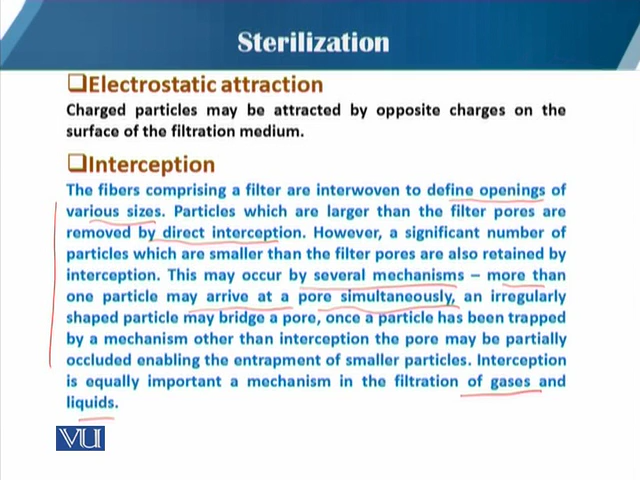 Sterilization
❑Electrostatic attraction
Charged particles may be attracted by opposite charges on the
surface of the filtration medium.
❑Interception
The fibers comprising a filter are interwoven to define openings of
various sizes. Particles which are larger than the filter pores are
removed by direct interception. However, a significant number of
particles which are smaller than the filter pores are also retained by
interception. This may occur by several mechanisms – more than
one particle may arrive at a pore simultaneously, an irregularly
shaped particle may bridge a pore, once a particle has been trapped
by a mechanism other than interception the pore may be partially
occluded enabling the entrapment of smaller particles. Interception
is equally important a mechanism in the filtration of gases and
liquids.
VU